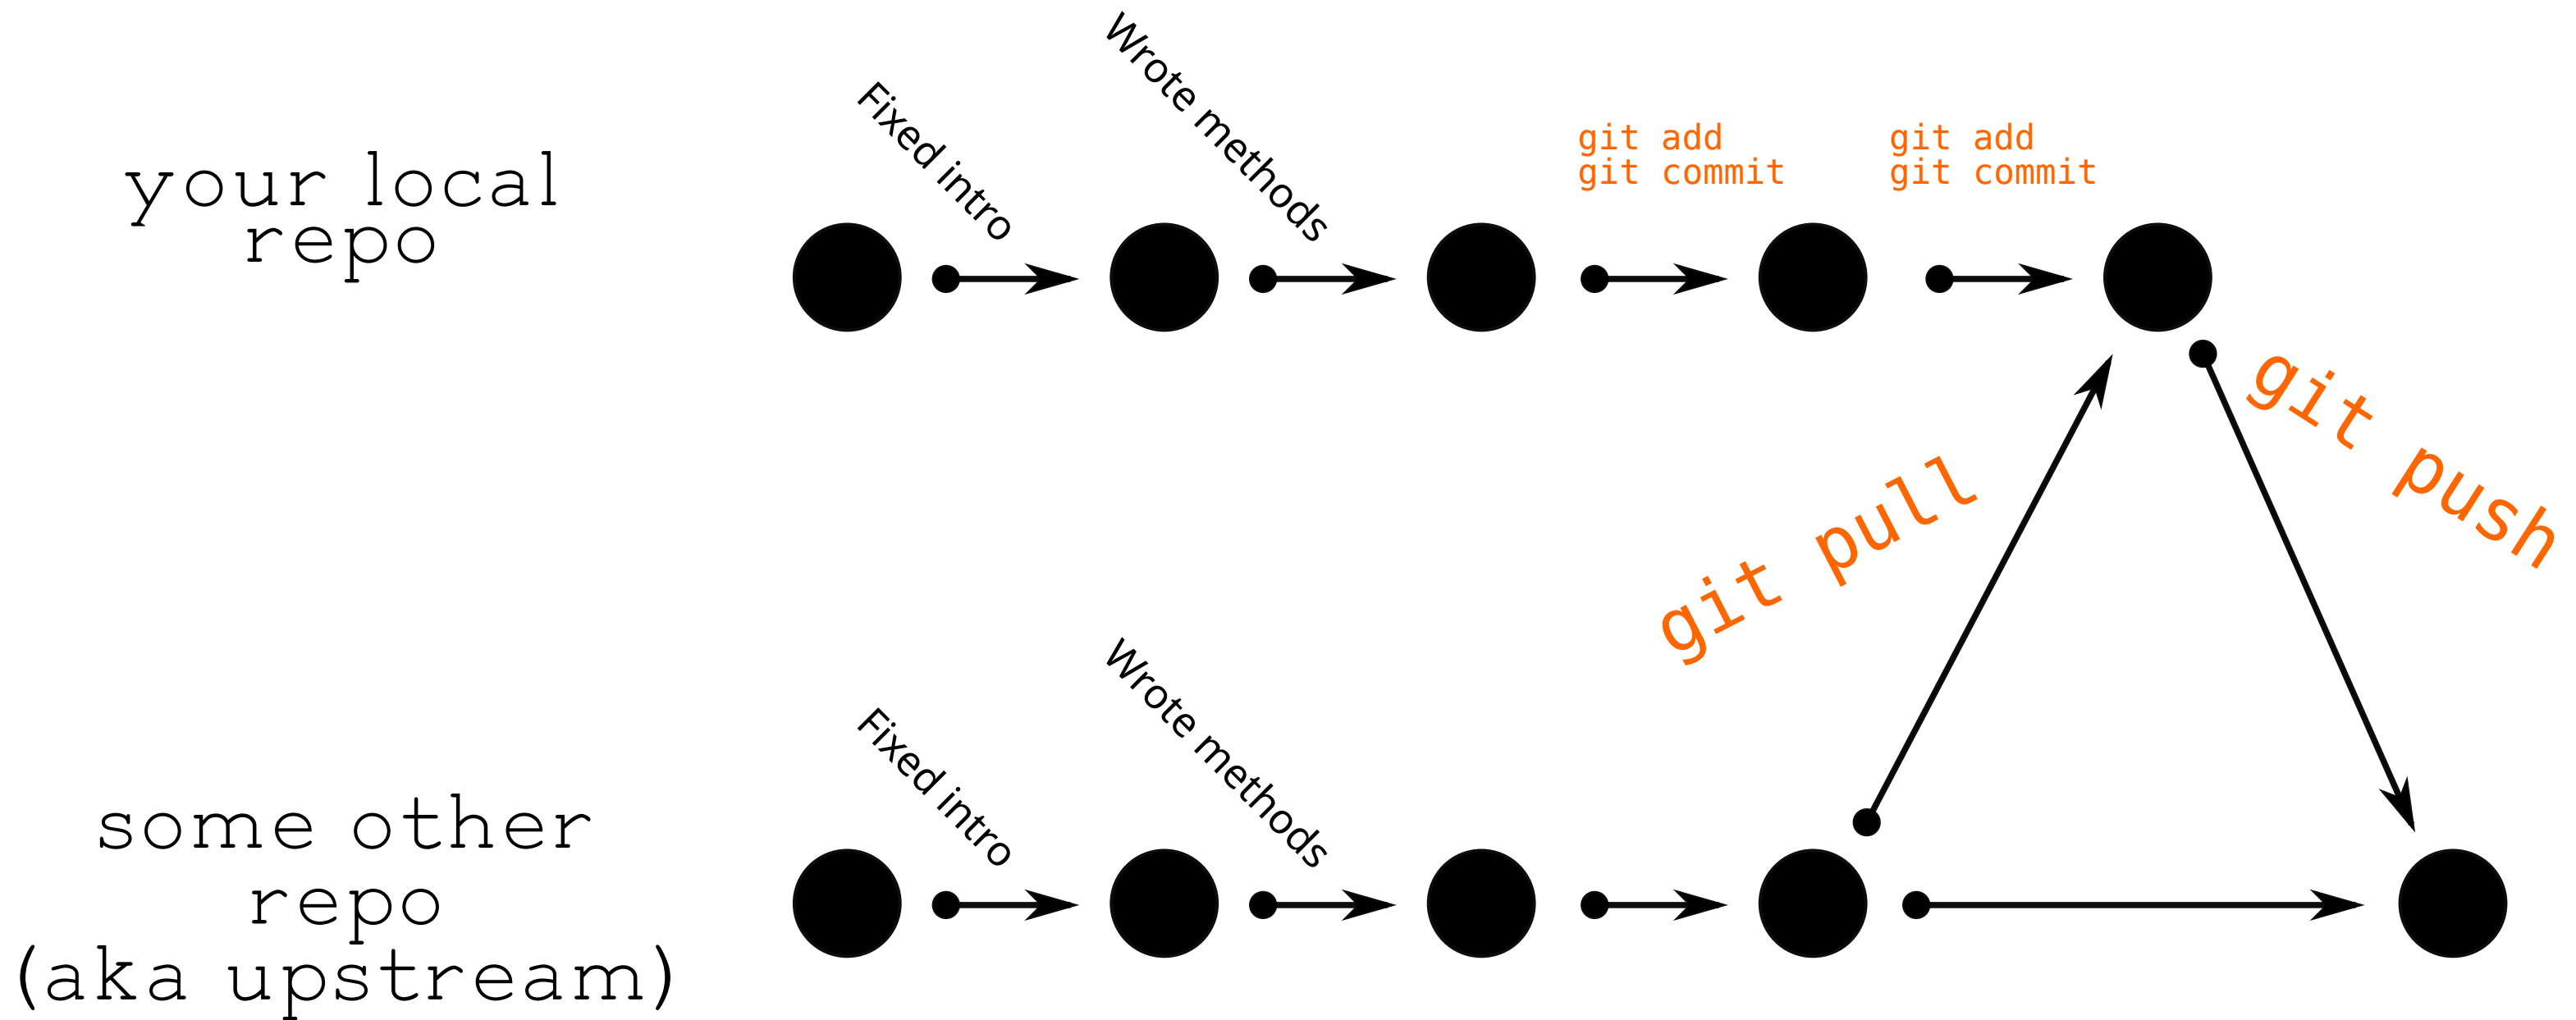 your local
repo
Fixed intro
Wrote methods
git add
git commit
git add
git commit
git pull
git push
some other
repo
(aka upstream)
Fixed intro
Wrote methods